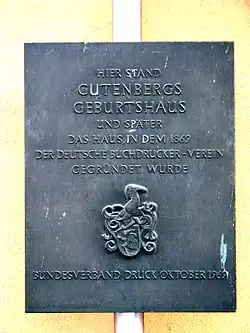 HIER STAND
GUTENBERGS
GEBURTSHAUS
UND SPÄTER
DAS HAUS IN DEM 1869
DER DEUTSCHE BUCHDRUCKER-VEREIN
GEGRÜNDET WURDE
BUNDESVERBAND DRUCK OKTOBER 1969